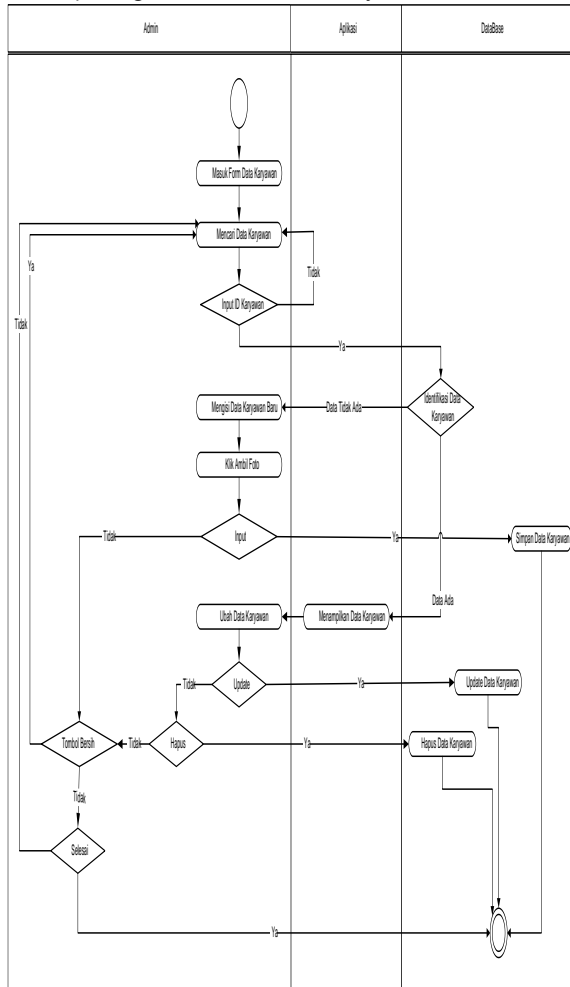 Admin
Aplikasi
DataBase
Masuk Form Data Karyawan
Mencari Data Karyawan
Tidak
Ya
Input ID Karyawan
Tidak
Ya
Identifikasi Data
Karyawan
Data Tidak Ada
Mengisi Data Karyawan Baru
Klik Ambil Foto
Tidak
Input
Ya
Simpan Data Karyawan
Data Ada
Ubah Data Karyawan
Menampilkan Data Karyawan
Tidak
Update
Ya
Update Data Karyawan
Tombol Bersih
Tidak
Hapus
Ya
Hapus Data Karyawan
Tidak
Selesai
Ya